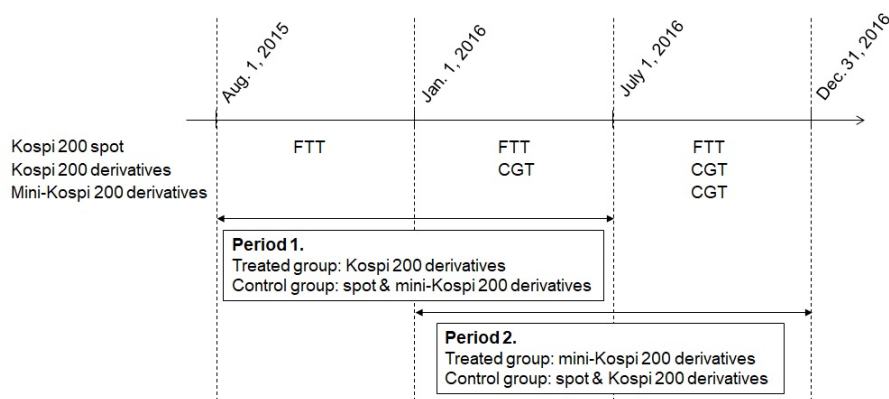 Aug. 1, 2015
Jan. 1, 2016
July 1, 2016
Dec. 31, 2016
Kospi 200 spot FTT FTT FTT
Kospi 200 derivatives CGT CGT
Mini-Kospi 200 derivatives CGT
Period 1.
Treated group: Kospi 200 derivatives
Control group: spot & mini-Kospi 200 derivatives
Period 2.
Treated group: mini-Kospi 200 derivatives
Control group: spot & Kospi 200 derivatives